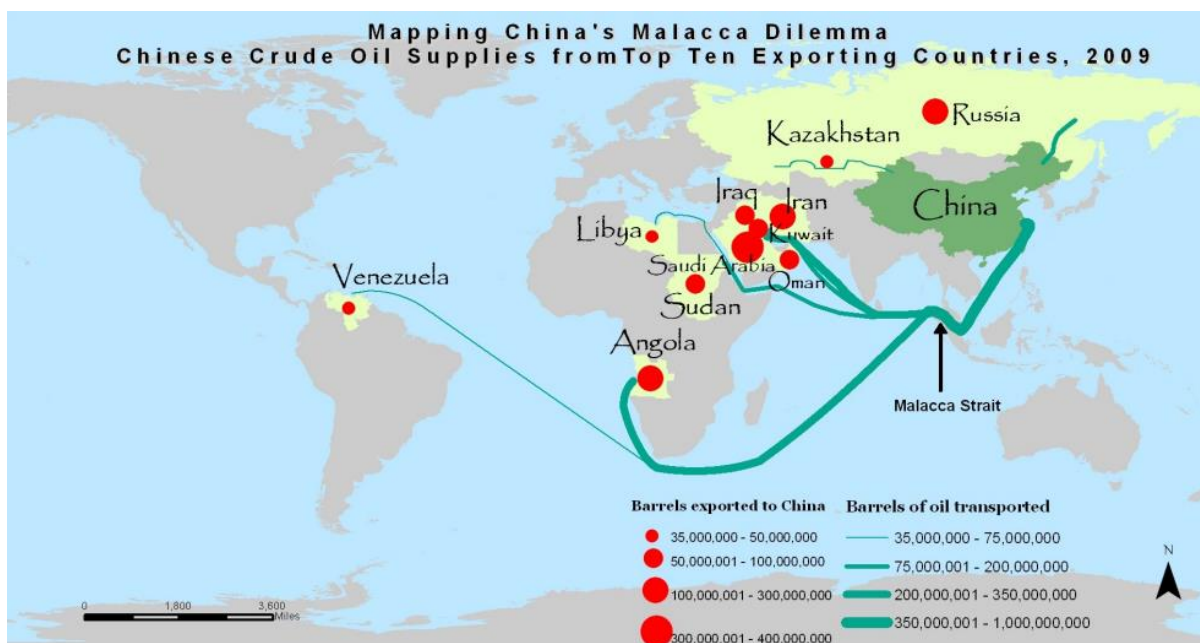 Mapping China's Malacca Dilemma
Chinese Crude Oil Supplies fromTop Ten Exporting Countries, 2009
Russia
Kazakhstan
China
Iraq
Iran
Libya
Kuwait
Saudi Arabia
Oman
Venezuela
Sudan
Angola
Malacca Strait
Barrels exported to China
35,000,000 - 50,000,000
50,000,001 - 100,000,000
100,000,001 - 300,000,000
300,000,001 - 400,000,000
Barrels of oil transported
35,000,000 - 75,000,000
75,000,001 - 200,000,000
200,000,001 - 350,000,000
350,000,001 - 1,000,000,000
N
0 1,800 3,600
Miles